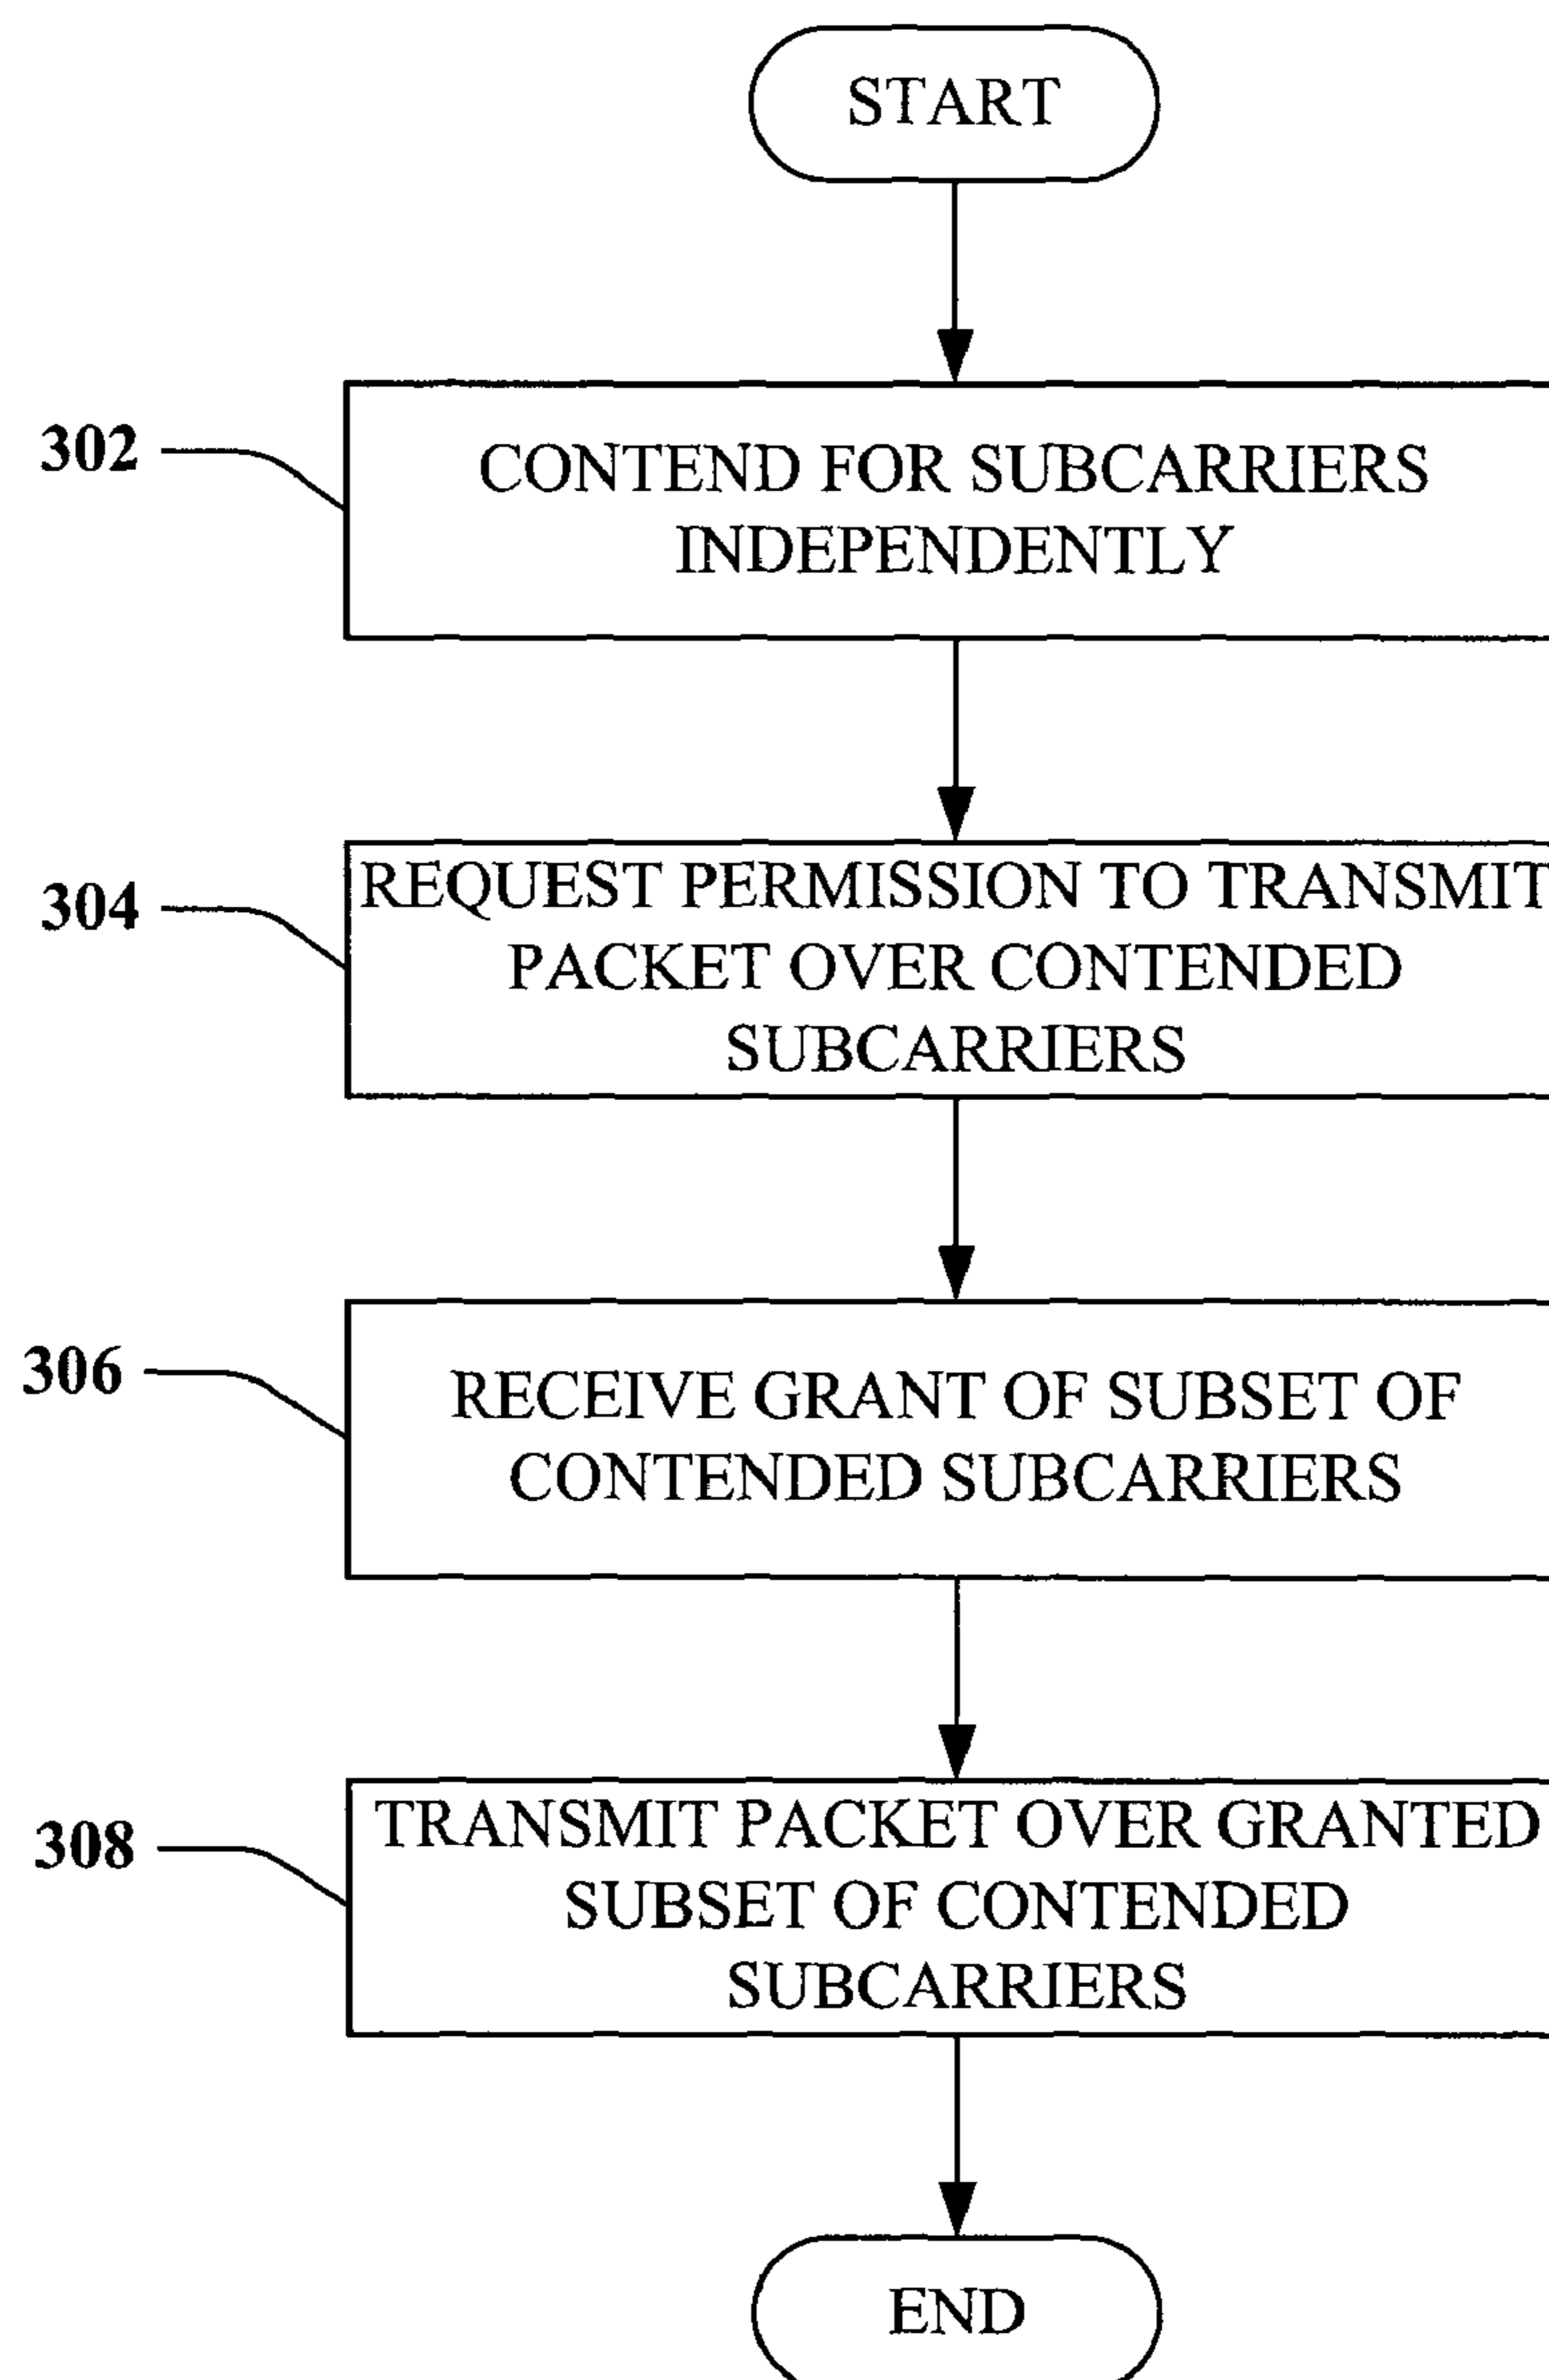 START
302
CONTEND FOR SUBCARRIERS
INDEPENDENTLY
304
REQUEST PERMISSION TO TRANSMIT
PACKET OVER CONTENDED
SUBCARRIERS
306
RECEIVE GRANT OF SUBSET OF
CONTENDED SUBCARRIERS
308
TRANSMIT PACKET OVER GRANTED
SUBSET OF CONTENDED
SUBCARRIERS
END